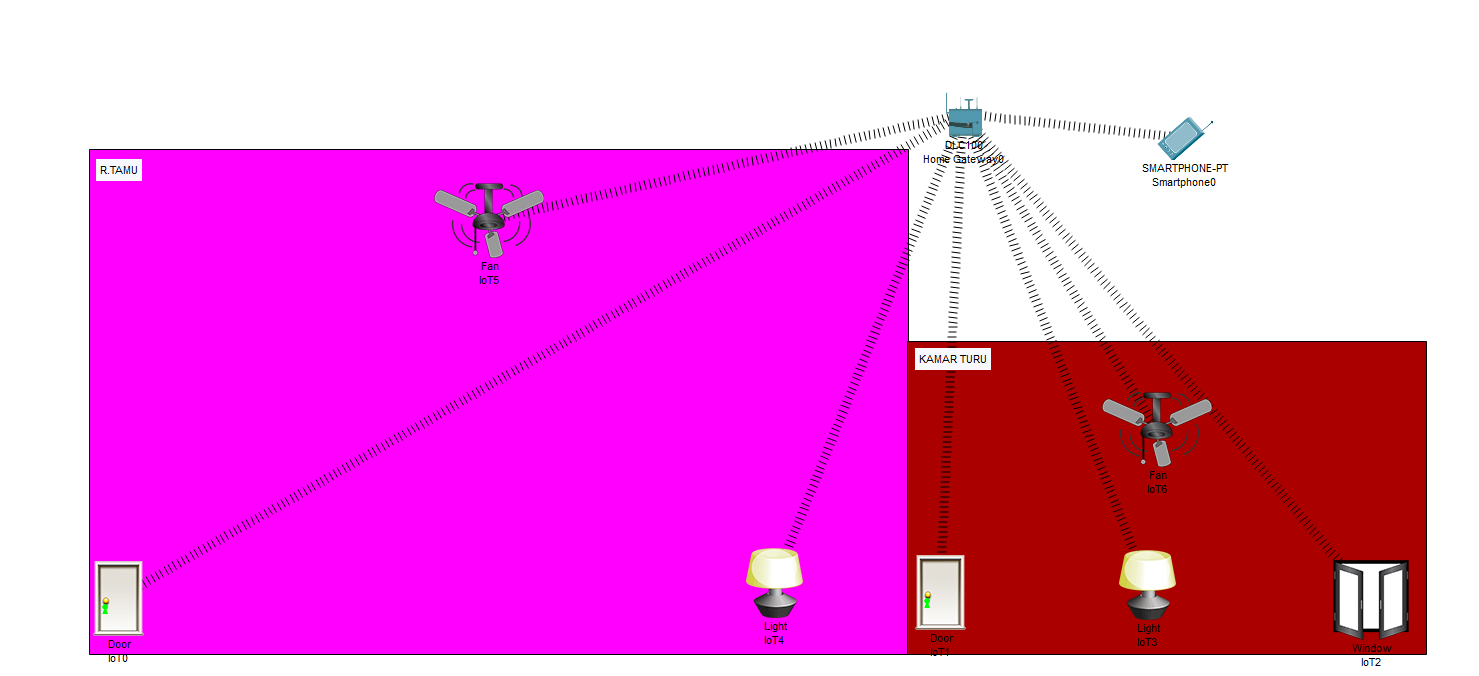 DLC100
Home Gateway0
SMARTPHONE-PT
Smartphone0
R.TAMU
Fan
IoT5
KAMAR TURU
Fan
IoT6
Light
IoT4
Door
IoT0
Door
IoT1
Light
IoT3
Window
IoT2